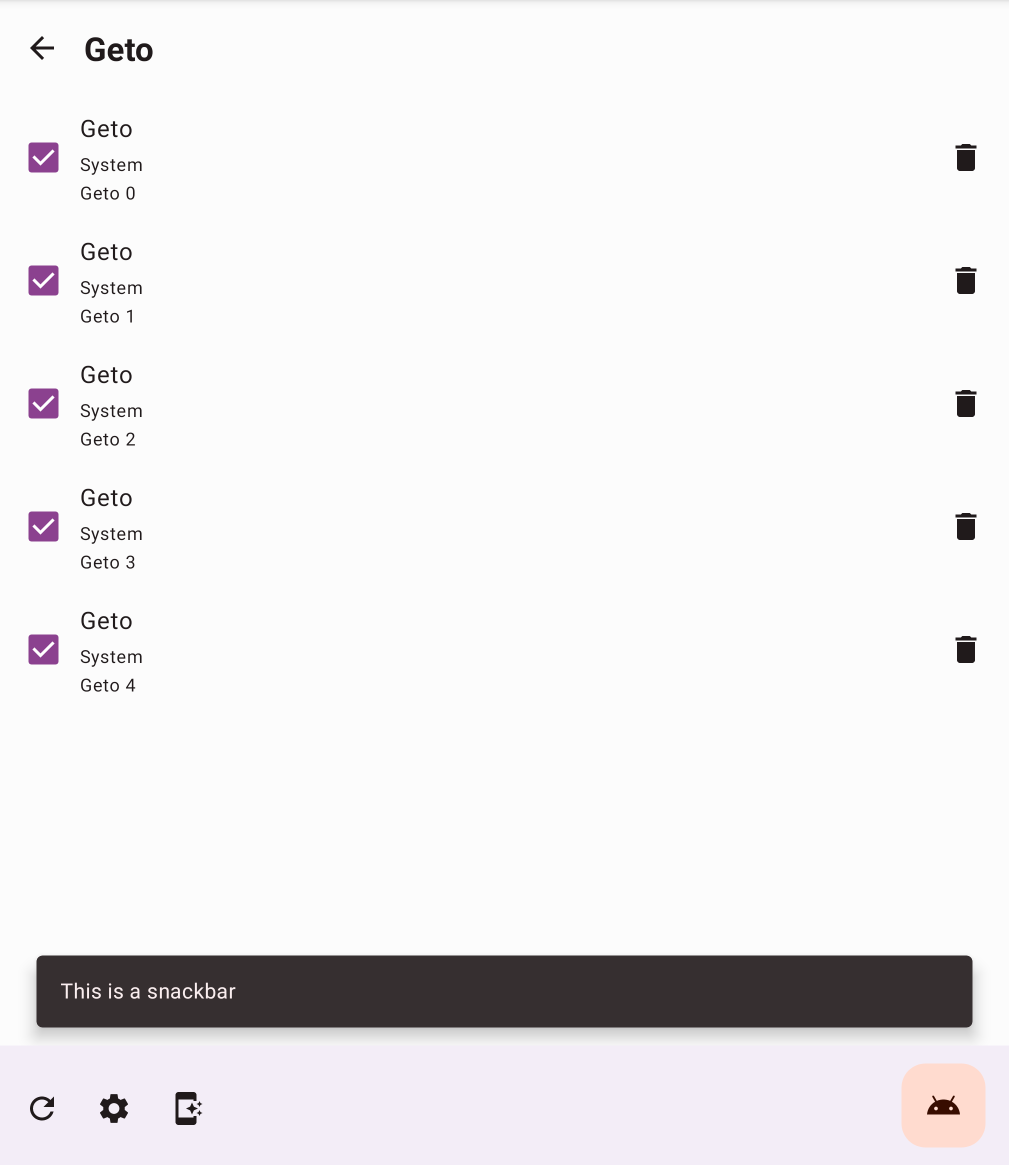 Geto
Geto
System
Geto 0
Geto
System
Geto 1
Geto
System
Geto 2
Geto
System
Geto 3
Geto
System
Geto 4
This is a snackbar